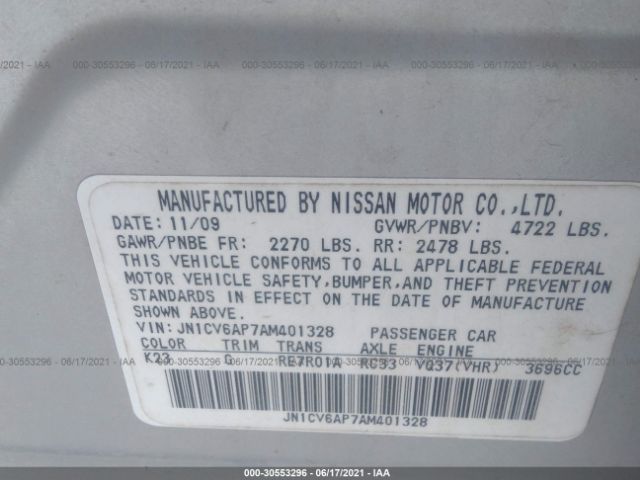 6/17/2021 - IAA
000-30553296 - 06/17/2021 - IAA
000-30553296 - 06/17/2021 - IAA
000-30553296 - 06/17/2021
MANUFACTURED BY NISSAN MOTOR CO.,LTD.
DATE: 11/09 GVWR/PNBV: 4722 LBS.
GAWR/PNBE FR: 2270 LBS. RR: 2478 LBS.
THIS VEHICLE CONFORMS TO ALL APPLICABLE FEDERAL
MOTOR VEHICLE SAFETY,BUMPER,AND THEFT PREVENTION
STANDARDS IN EFFECT ON THE DATE OF MANUFACTURE
SHOWN ABOVE.
VIN: JN1CV6AP7AM401328 PASSENGER CAR
COLOR TRIM TRANS AXLE ENGINE
K23 G RE7R01A RC33 VQ37(VHR) 3696CC
JN1CV6AP7AM401328
000-30553296 - 06/17/2021 - IAA